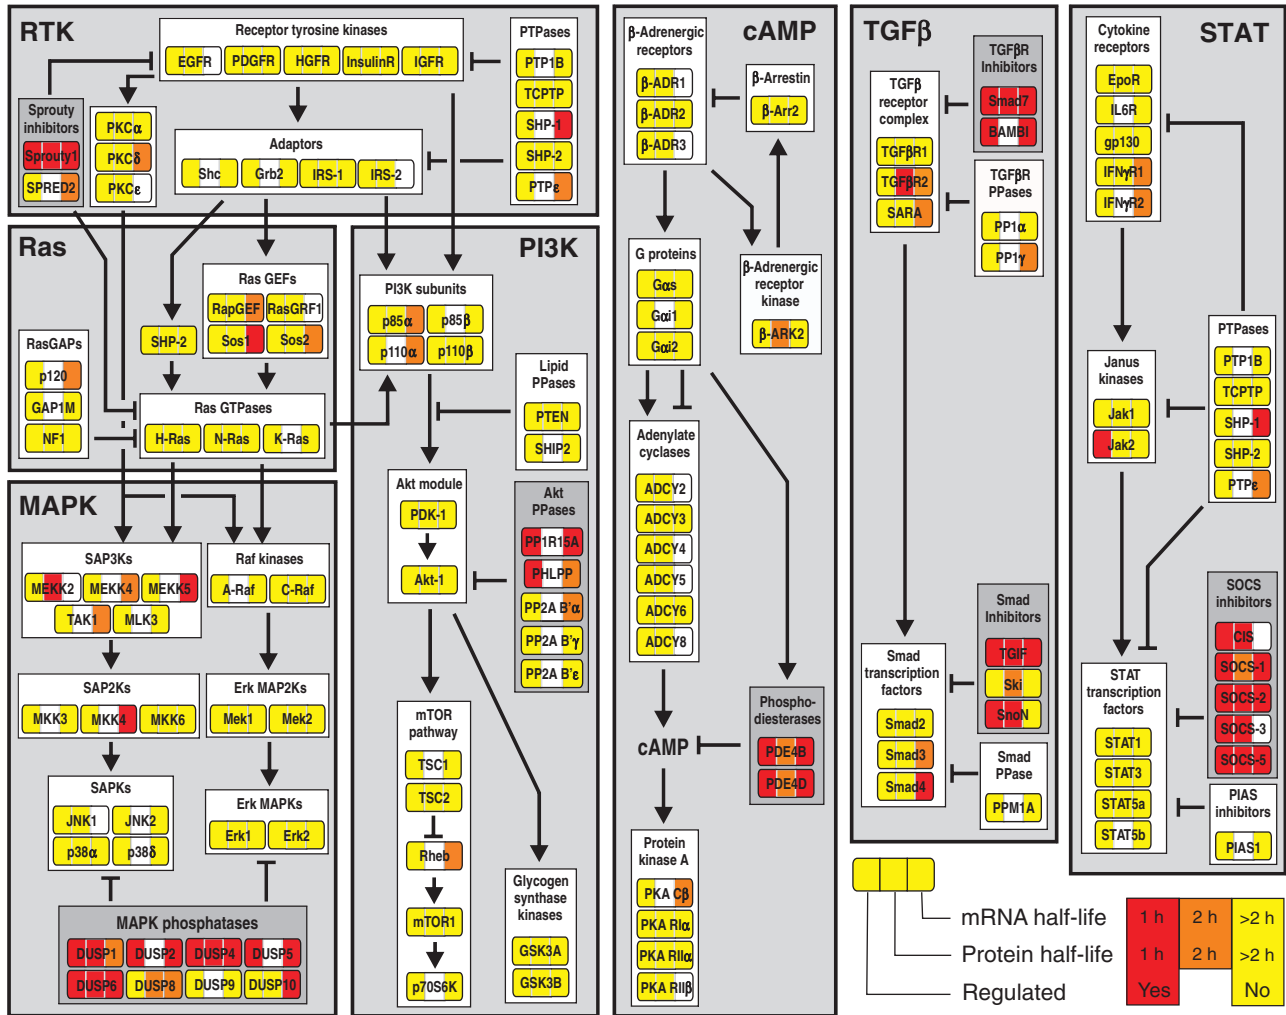 RTK
Receptor tyrosine kinases
EGFR
PDGFR
HGFR
InsulinR
IGFR
PTPases
PTP1B
TCPTP
SHP-1
SHP-2
PTPε
Sprouty
inhibitors
Sprouty1
SPRED2
PKCα
PKCδ
PKCε
Adaptors
Shc
Grb2
IRS-1
IRS-2
Ras
Ras GEFs
RapGEF
RasGRF1
Sos1
Sos2
SHP-2
RasGAPs
p120
GAP1M
NF1
Ras GTPases
H-Ras
N-Ras
K-Ras
MAPK
SAP3Ks
MEKK2
MEKK4
MEKK5
TAK1
MLK3
Raf kinases
A-Raf
C-Raf
SAP2Ks
MKK3
MKK4
MKK6
Erk MAP2Ks
Mek1
Mek2
SAPKs
JNK1
JNK2
p38α
p38δ
Erk MAPKs
Erk1
Erk2
MAPK phosphatases
DUSP1
DUSP2
DUSP4
DUSP5
DUSP6
DUSP8
DUSP9
DUSP10
PI3K
PI3K subunits
p85α
p85β
p110α
p110β
Lipid
PPases
PTEN
SHIP2
Akt module
PDK-1
Akt-1
Akt
PPases
PP1R15A
PHLPP
PP2A B'α
PP2A B'γ
PP2A B'ε
mTOR
pathway
TSC1
TSC2
Rheb
mTOR1
p70S6K
Glycogen
synthase
kinases
GSK3A
GSK3B
cAMP
β-Adrenergic
receptors
β-ADR1
β-ADR2
β-ADR3
β-Arrestin
β-Arr2
G proteins
Gαs
Gαi1
Gαi2
β-Adrenergic
receptor
kinase
β-ARK2
Adenylate
cyclases
ADCY2
ADCY3
ADCY4
ADCY5
ADCY6
ADCY8
cAMP
Phospho-
diesterases
PDE4B
PDE4D
Protein
kinase A
PKA Cβ
PKA RIα
PKA RIIα
PKA RIIβ
TGFβ
TGFβ
receptor
complex
TGFβR1
TGFβR2
SARA
TGFβR
Inhibitors
Smad7
BAMBI
TGFβR
PPases
PP1α
PP1γ
Smad
transcription
factors
Smad2
Smad3
Smad4
Smad
Inhibitors
TGIF
Ski
SnoN
Smad
PPase
PPM1A
STAT
Cytokine
receptors
EpoR
IL6R
gp130
IFNγR1
IFNγR2
Janus
kinases
Jak1
Jak2
PTPases
PTP1B
TCPTP
SHP-1
SHP-2
PTPε
STAT
transcription
factors
STAT1
STAT3
STAT5a
STAT5b
SOCS
inhibitors
CIS
SOCS-1
SOCS-2
SOCS-3
SOCS-5
PIAS
inhibitors
PIAS1
mRNA half-life 1 h 2 h >2 h
Protein half-life 1 h 2 h >2 h
Regulated Yes No